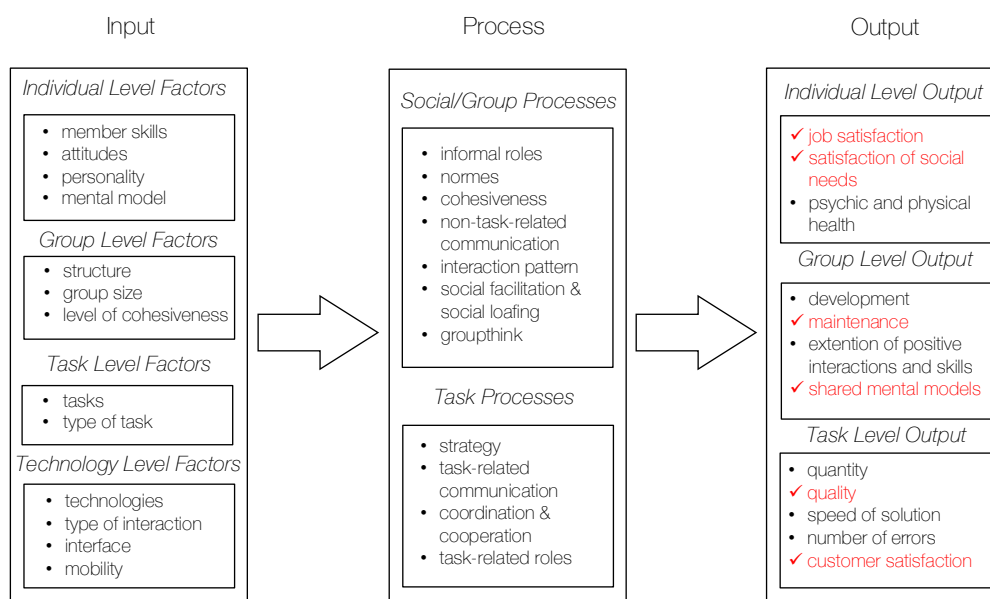 Input
Individual Level Factors
• member skills
• attitudes
• personality
• mental model
Group Level Factors
• structure
• group size
• level of cohesiveness
Task Level Factors
• tasks
• type of task
Technology Level Factors
• technologies
• type of interaction
• interface
• mobility
Process
Social/Group Processes
• informal roles
• normes
• cohesiveness
• non-task-related
communication
• interaction pattern
• social facilitation &
social loafing
• groupthink
Task Processes
• strategy
• task-related
communication
• coordination &
cooperation
• task-related roles
Output
Individual Level Output
✓ job satisfaction
✓ satisfaction of social
needs
• psychic and physical
health
Group Level Output
• development
✓ maintenance
• extention of positive
interactions and skills
✓ shared mental models
Task Level Output
• quantity
✓ quality
• speed of solution
• number of errors
✓ customer satisfaction